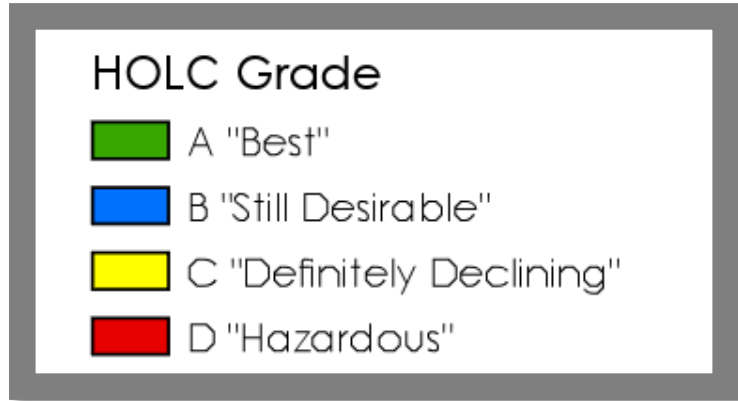 HOLC Grade
A "Best"
B "Still Desirable"
C "Definitely Declining"
D "Hazardous"